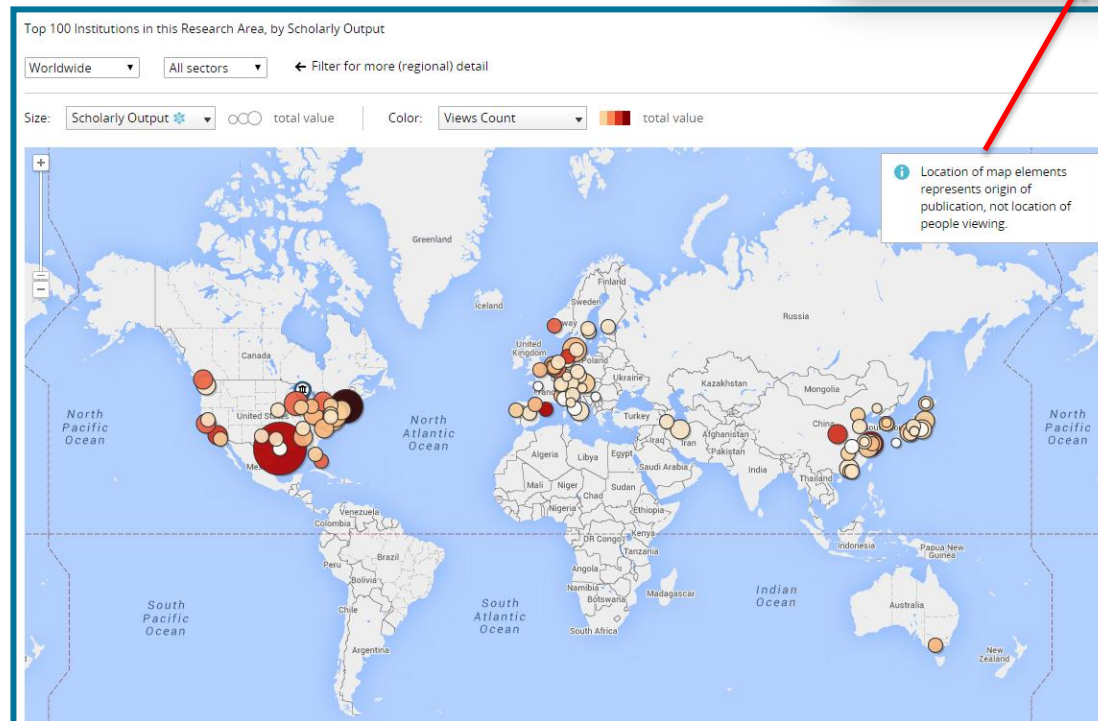 Top 100 Institutions in this Research Area, by Scholarly Output
Worldwide
All sectors
← Filter for more (regional) detail
Size:
Scholarly Output
total value
Color:
Views Count
total value
Location of map elements
represents origin of
publication, not location of
people viewing.
Greenland
Iceland
Finland
Sweden
Russia
United
Kingdom
Poland
Ukraine
Canada
Kazakhstan
Mongolia
North
Pacific
Ocean
North
Atlantic
Ocean
Turkey
China
North
Pacific
Ocean
Iraq
Iran
Afghanistan
Pakistan
Algeria
Libya
Egypt
Saudi Arabia
India
Thailand
Mali
Niger
Chad
Sudan
Nigeria
Ethiopia
Venezuela
Colombia
DR Congo
Kenya
Tanzania
Indonesia
Papua New
Guinea
Brazil
Peru
Bolivia
Angola
Namibia
Botswana
Madagascar
Indian
Ocean
Australia
South
Pacific
Ocean
Chile
South
Atlantic
Ocean
South Africa
Argentina
New
Zealand